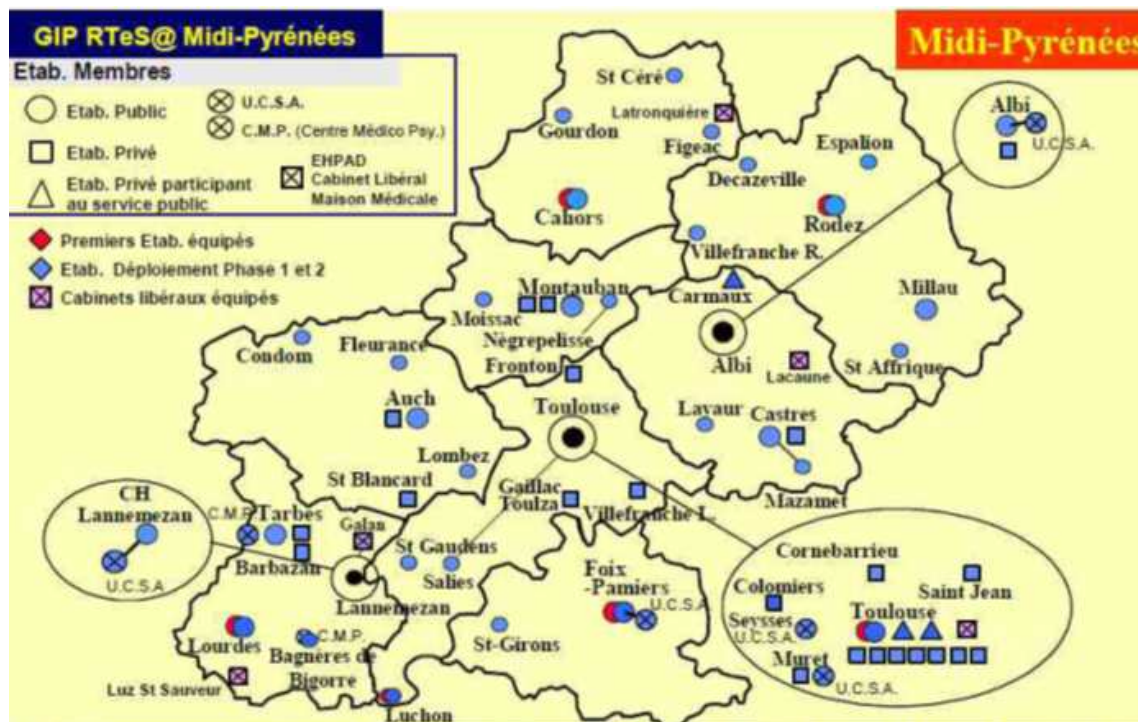 GIP RTeS@ Midi-Pyrénées
Midi-Pyrénées
Etab. Membres
Etab. Public
U.C.S.A.
C.M.P. (Centre Médico Psy.)
Etab. Privé
Etab. Privé participant
au service public
EHPAD
Cabinet Libéral
Maison Médicale
Premiers Etab. équipés
Etab. Déploiement Phase 1 et 2
Cabinets libéraux équipés
St Céré
Latronquière
Gourdon
Figeac
Cahors
Espalion
Decazeville
Rodez
Villefranche R.
Millau
St Affrique
Albi
U.C.S.A.
Montauban
Moissac
Nègrepelisse
Carmaux
Albi
Lacaune
Lavaur
Castres
Mazamet
Condom
Fleurance
Auch
Lombez
Fronton
Toulouse
St Blancard
Gaillac
Toulza
Villefranche L.
CH
Lannemezan
U.C.S.A
C.M.P.
Tarbes
Barbazan
Galan
St Gaudens
Salies
Lannemezan
Lourdes
C.M.P.
Bagnères de
Bigorre
Luz St Sauveur
Luchon
St-Girons
Foix
-Pamiers
U.C.S.A
Cornebarrieu
Colomiers
Saint Jean
Seysses
U.C.S.A.
Toulouse
Muret
U.C.S.A.